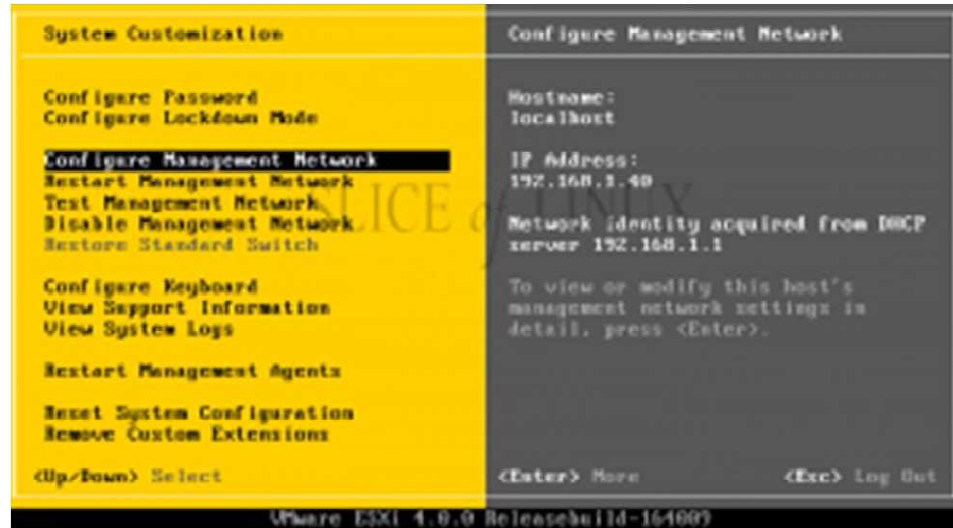 System Customization
Configure Password
Configure Lockdown Mode
Configure Management Network
Restart Management Network
Test Management Network
Disable Management Network
Restore Standard Switch
Configure Keyboard
View Support Information
View System Logs
Restart Management Agents
Reset System Configuration
Remove Custom Extensions
<Up/Down> Select
Configure Management Network
Hostname:
localhost
IP Address:
192.168.1.40
Network identity acquired from DHCP
server 192.168.1.1
To view or modify this host's
management network settings in
detail, press <Enter>.
<Enter> More
<Esc> Log Out
SLICE of LINUX
VMware ESXi 4.0.0 Releasebuild-164009